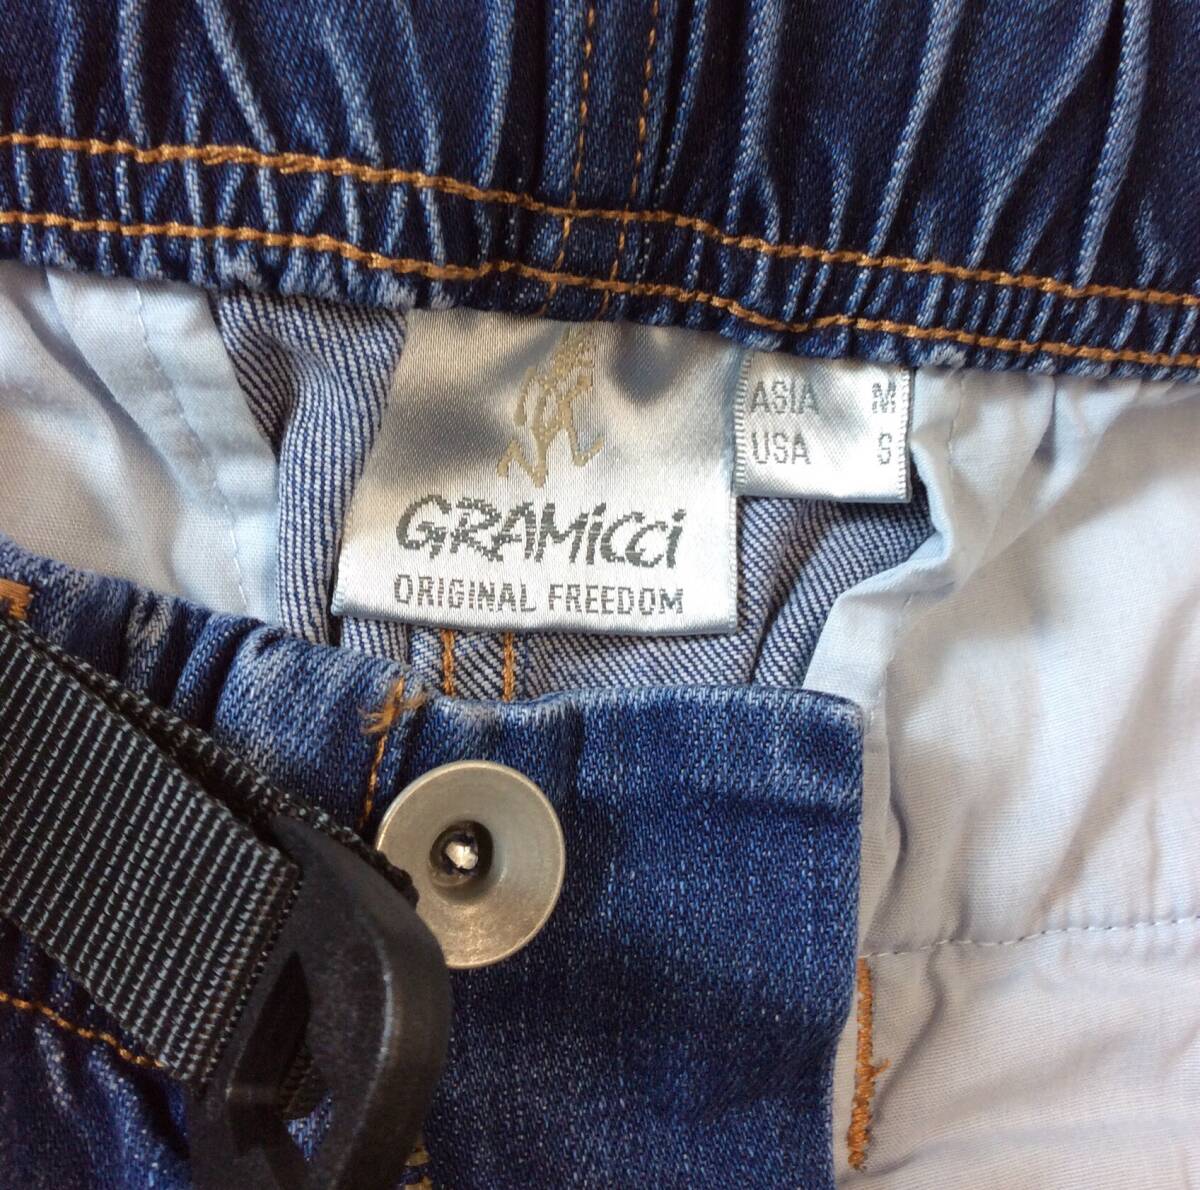 GRAMiCCi
ORIGINAL FREEDOM
ASIA M
USA S